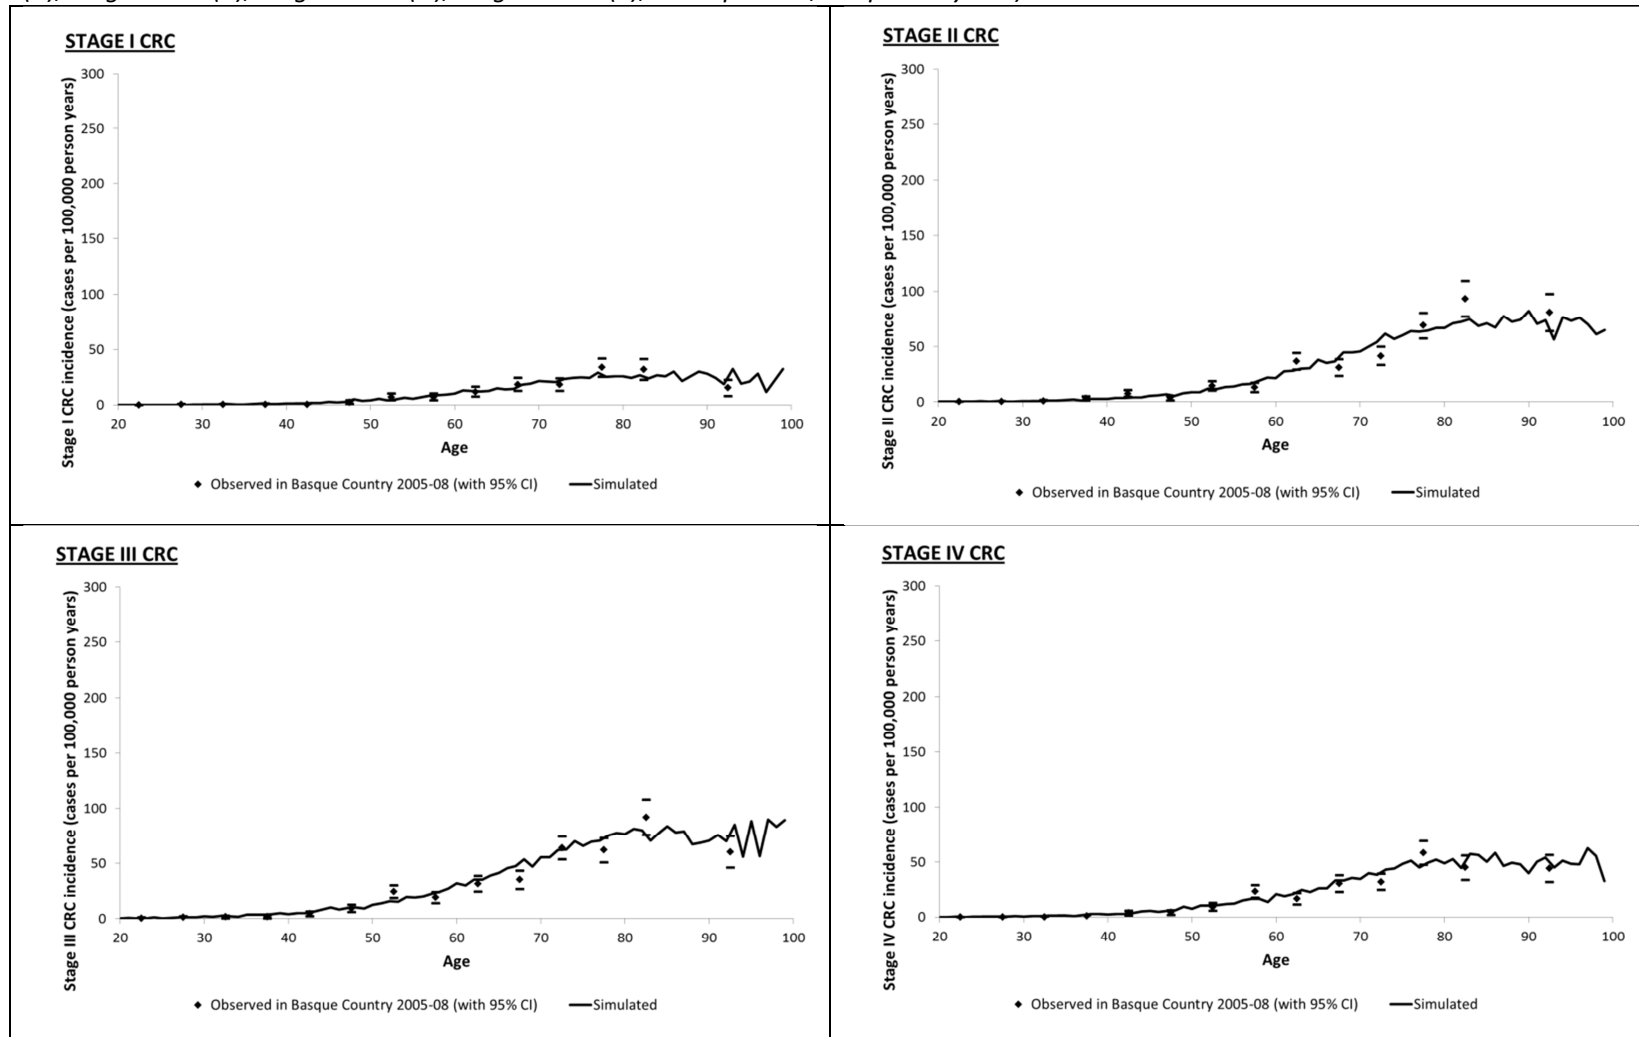 STAGE I CRC
Stage I CRC incidence (cases per 100,000 person years)
300
250
200
150
100
50
0
20 30 40 50 60 70 80 90 100
Age
Observed in Basque Country 2005-08 (with 95% CI) Simulated
STAGE II CRC
Stage II CRC incidence (cases per 100,000 person years)
300
250
200
150
100
50
0
20 30 40 50 60 70 80 90 100
Age
Observed in Basque Country 2005-08 (with 95% CI) Simulated
STAGE III CRC
Stage III CRC incidence (cases per 100,000 person years)
300
250
200
150
100
50
0
20 30 40 50 60 70 80 90 100
Age
Observed in Basque Country 2005-08 (with 95% CI) Simulated
STAGE IV CRC
Stage IV CRC incidence (cases per 100,000 person years)
300
250
200
150
100
50
0
20 30 40 50 60 70 80 90 100
Age
Observed in Basque Country 2005-08 (with 95% CI) Simulated